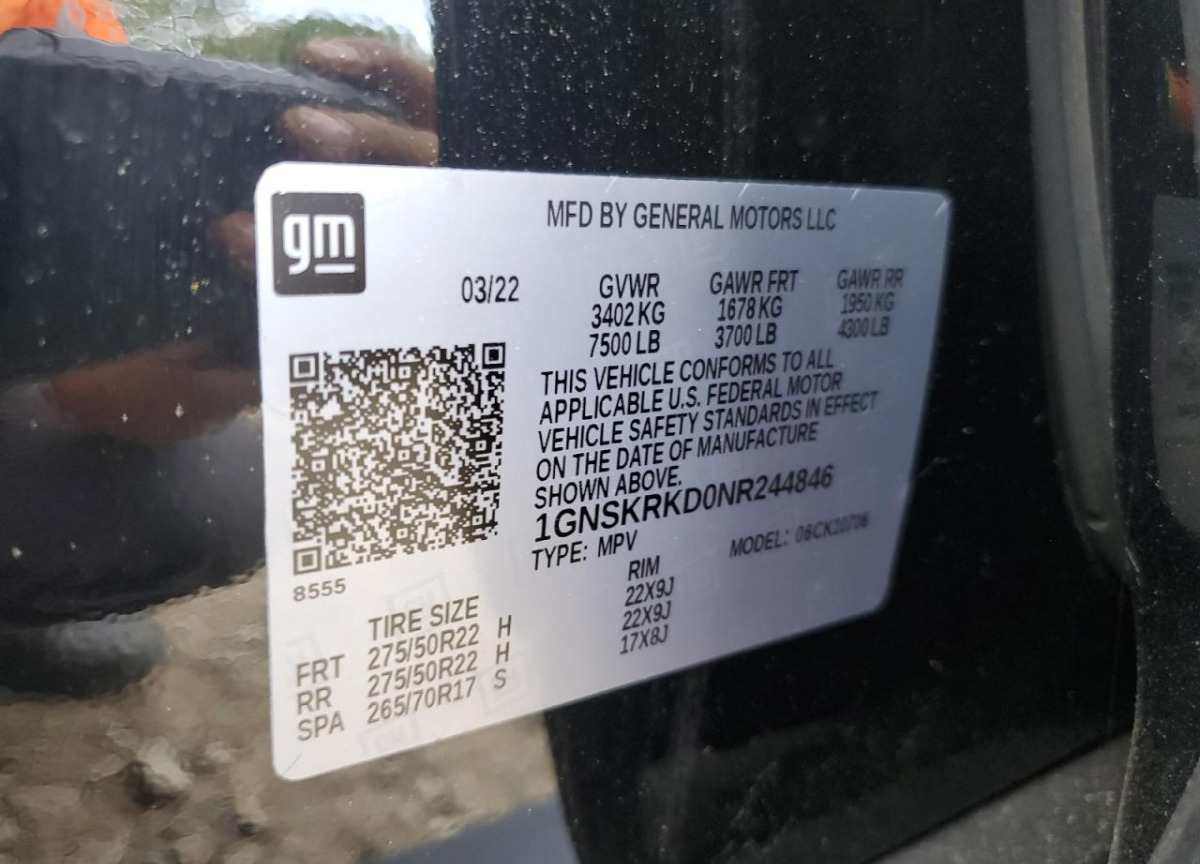 gm
MFD BY GENERAL MOTORS LLC
03/22 GVWR GAWR FRT GAWR RR
3402 KG 1678 KG 1950 KG
7500 LB 3700 LB 4300 LB
THIS VEHICLE CONFORMS TO ALL
APPLICABLE U.S. FEDERAL MOTOR
VEHICLE SAFETY STANDARDS IN EFFECT
ON THE DATE OF MANUFACTURE
SHOWN ABOVE.
1GNSKRKD0NR244846
TYPE: MPV MODEL: 06CK10706
8555
TIRE SIZE RIM
FRT 275/50R22 H 22X9J
RR 275/50R22 H 22X9J
SPA 265/70R17 S 17X8J